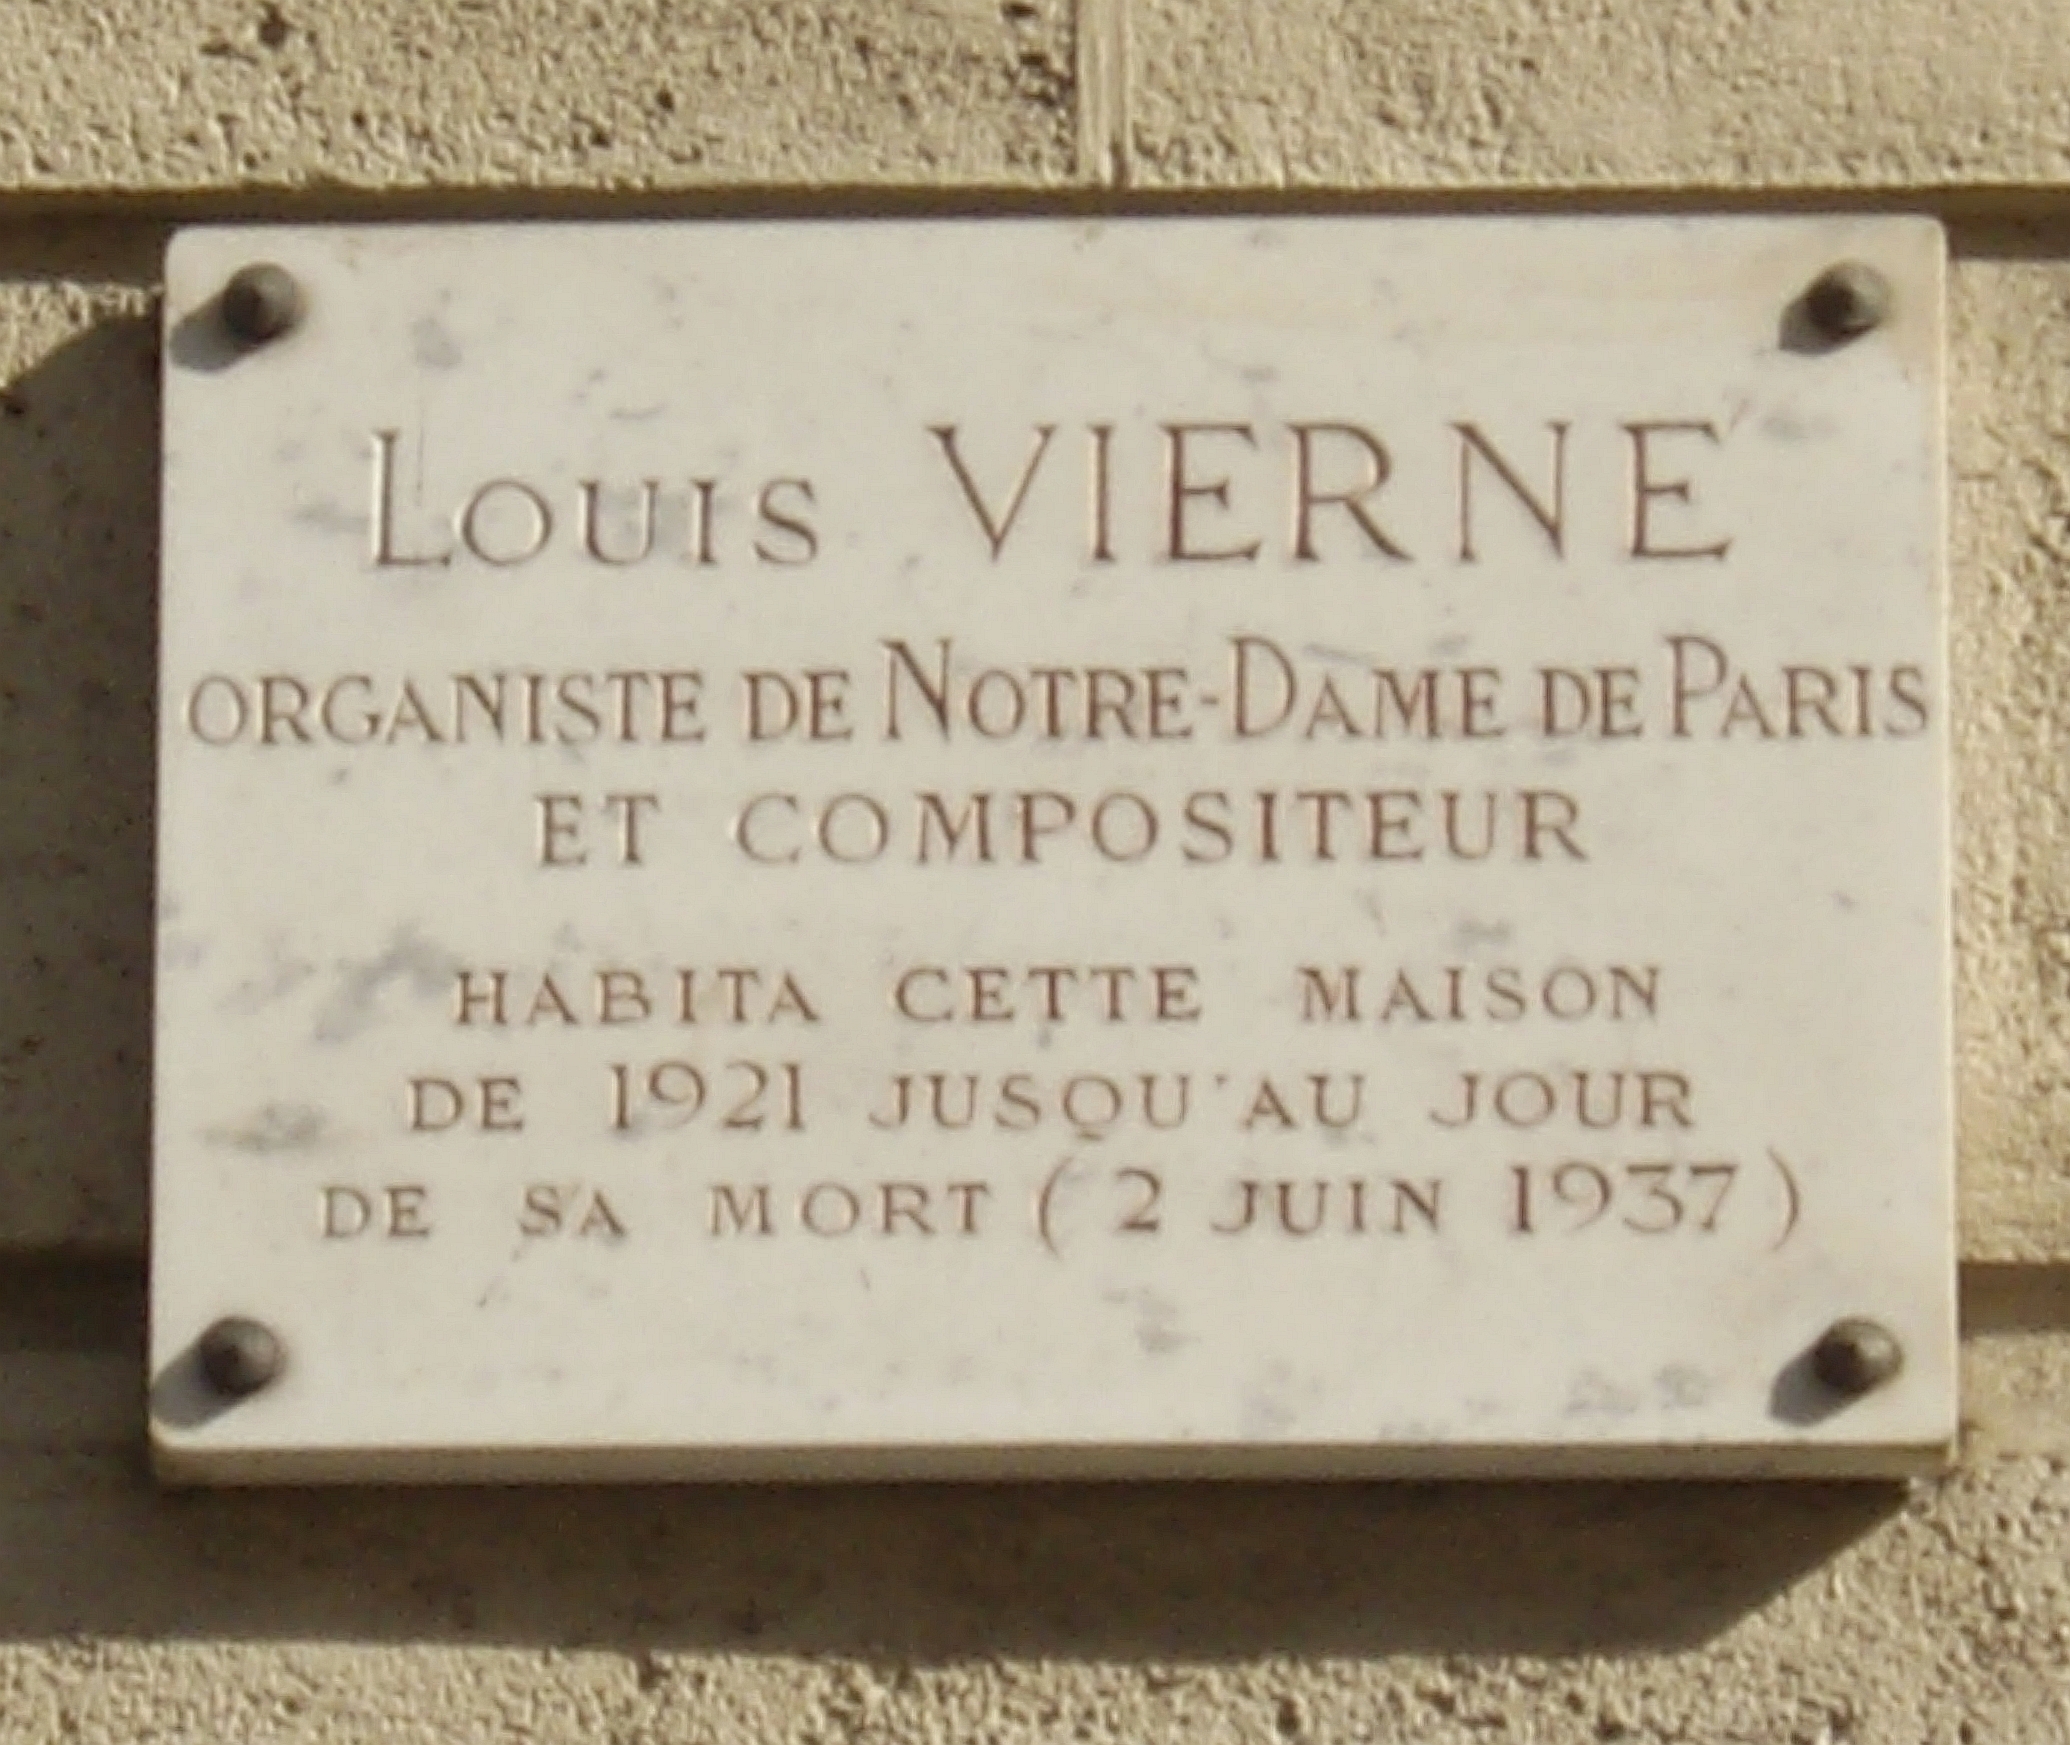 LOUIS VIERNE
ORGANISTE DE NOTRE-DAME DE PARIS
ET COMPOSITEUR
HABITA CETTE MAISON
DE 1921 JUSQU'AU JOUR
DE SA MORT (2 JUIN 1937)